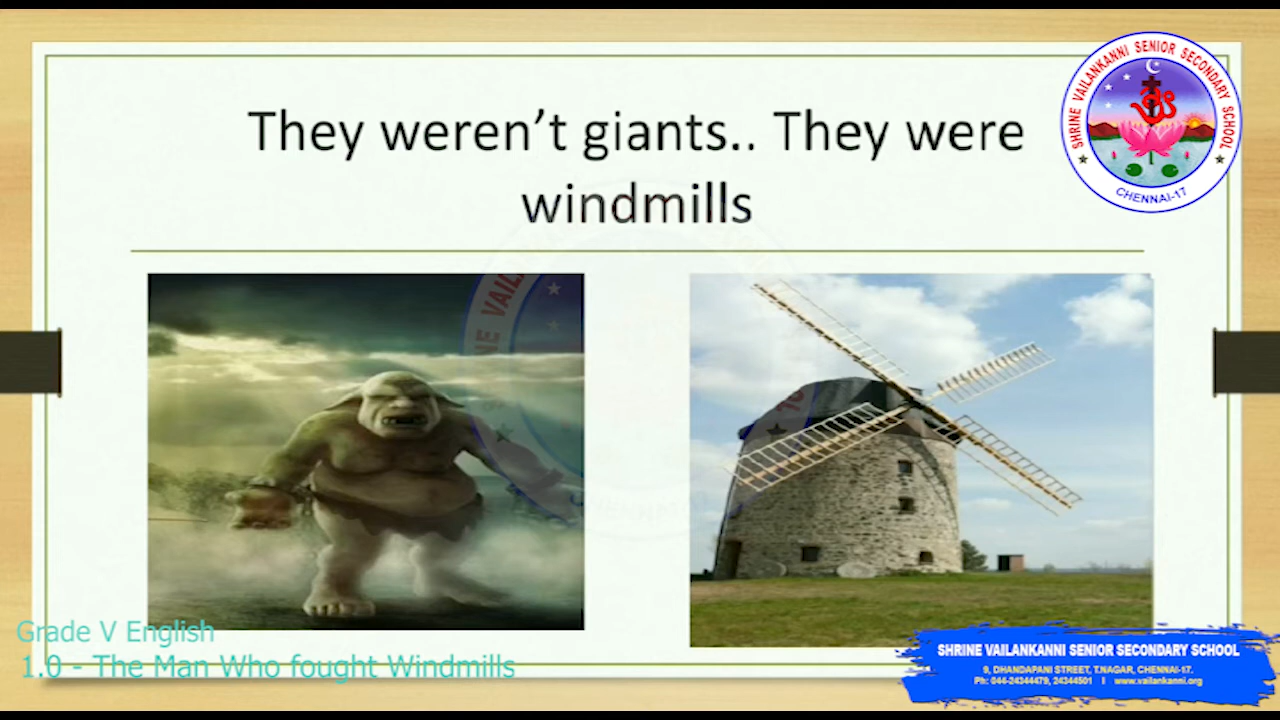 They weren’t giants.. They were
windmills
SHRINE VAILANKANNI SENIOR SECONDARY SCHOOL
CHENNAI-17
VAIL
Grade V English
1.0 - The Man Who fought Windmills
SHRINE VAILANKANNI SENIOR SECONDARY SCHOOL
9, DHANDAPANI STREET, T.NAGAR, CHENNAI-17.
Ph: 044-24344479, 24344501 I www.vailankanni.org